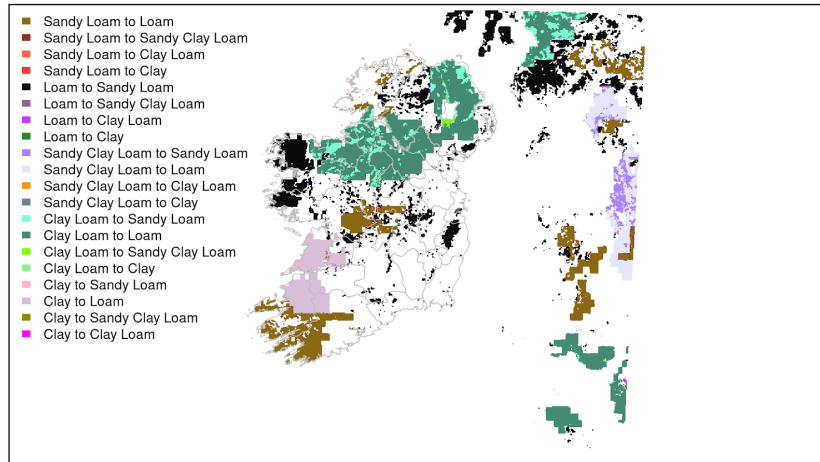 Sandy Loam to Loam
Loam to Sandy Clay Loam
Sandy Loam to Clay Loam
Sandy Loam to Clay
Loam to Sandy Loam
Loam to Sandy Clay Loam
Loam to Clay Loam
Loam to Clay
Sandy Clay Loam to Sandy Loam
Sandy Clay Loam to Loam
Sandy Clay Loam to Clay Loam
Sandy Clay Loam to Clay
Clay Loam to Sandy Loam
Clay Loam to Loam
Clay Loam to Sandy Clay Loam
Clay Loam to Clay
Clay to Sandy Loam
Clay to Loam
Clay to Sandy Clay Loam
Clay to Clay Loam